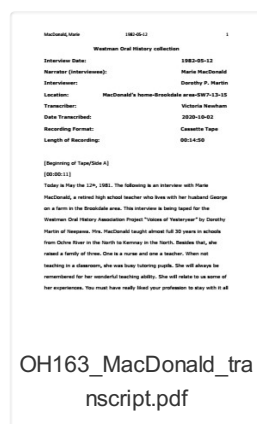 MacDonald, Marie 1982-05-12 1
Westman Oral History collection
Interview Date: 1982-05-12
Narrator (Interviewee): Marie MacDonald
Interviewer: Dorothy P. Martin
Location: MacDonald's home-Brookdale area-SW7-13-15
Transcriber: Victoria Newham
Date Transcribed: 2020-10-02
Recording Format: Cassette Tape
Length of Recording: 00:14:50
[Beginning of Tape/Side A]
[00:00:11]
Today is May the 12th, 1981. The following is an interview with Marie
MacDonald, a retired high school teacher who lives with her husband George
on a farm in the Brookdale area. This interview is being taped for the
Westman Oral History Association Project "Voices of Yesteryear" by Dorothy
Martin of Neepawa. Mrs. MacDonald taught almost full 30 years in schools
from Ochre River in the North to Kemnay in the North. Besides that, she
raised a family of three. One is a nurse and one a teacher. When not
teaching in a classroom, she was busy tutoring pupils. She will always be
remembered for her wonderful teaching ability. She will relate to us some of
her experiences. You must have really liked your profession to stay with it all
OH163_MacDonald_tra
nscript.pdf